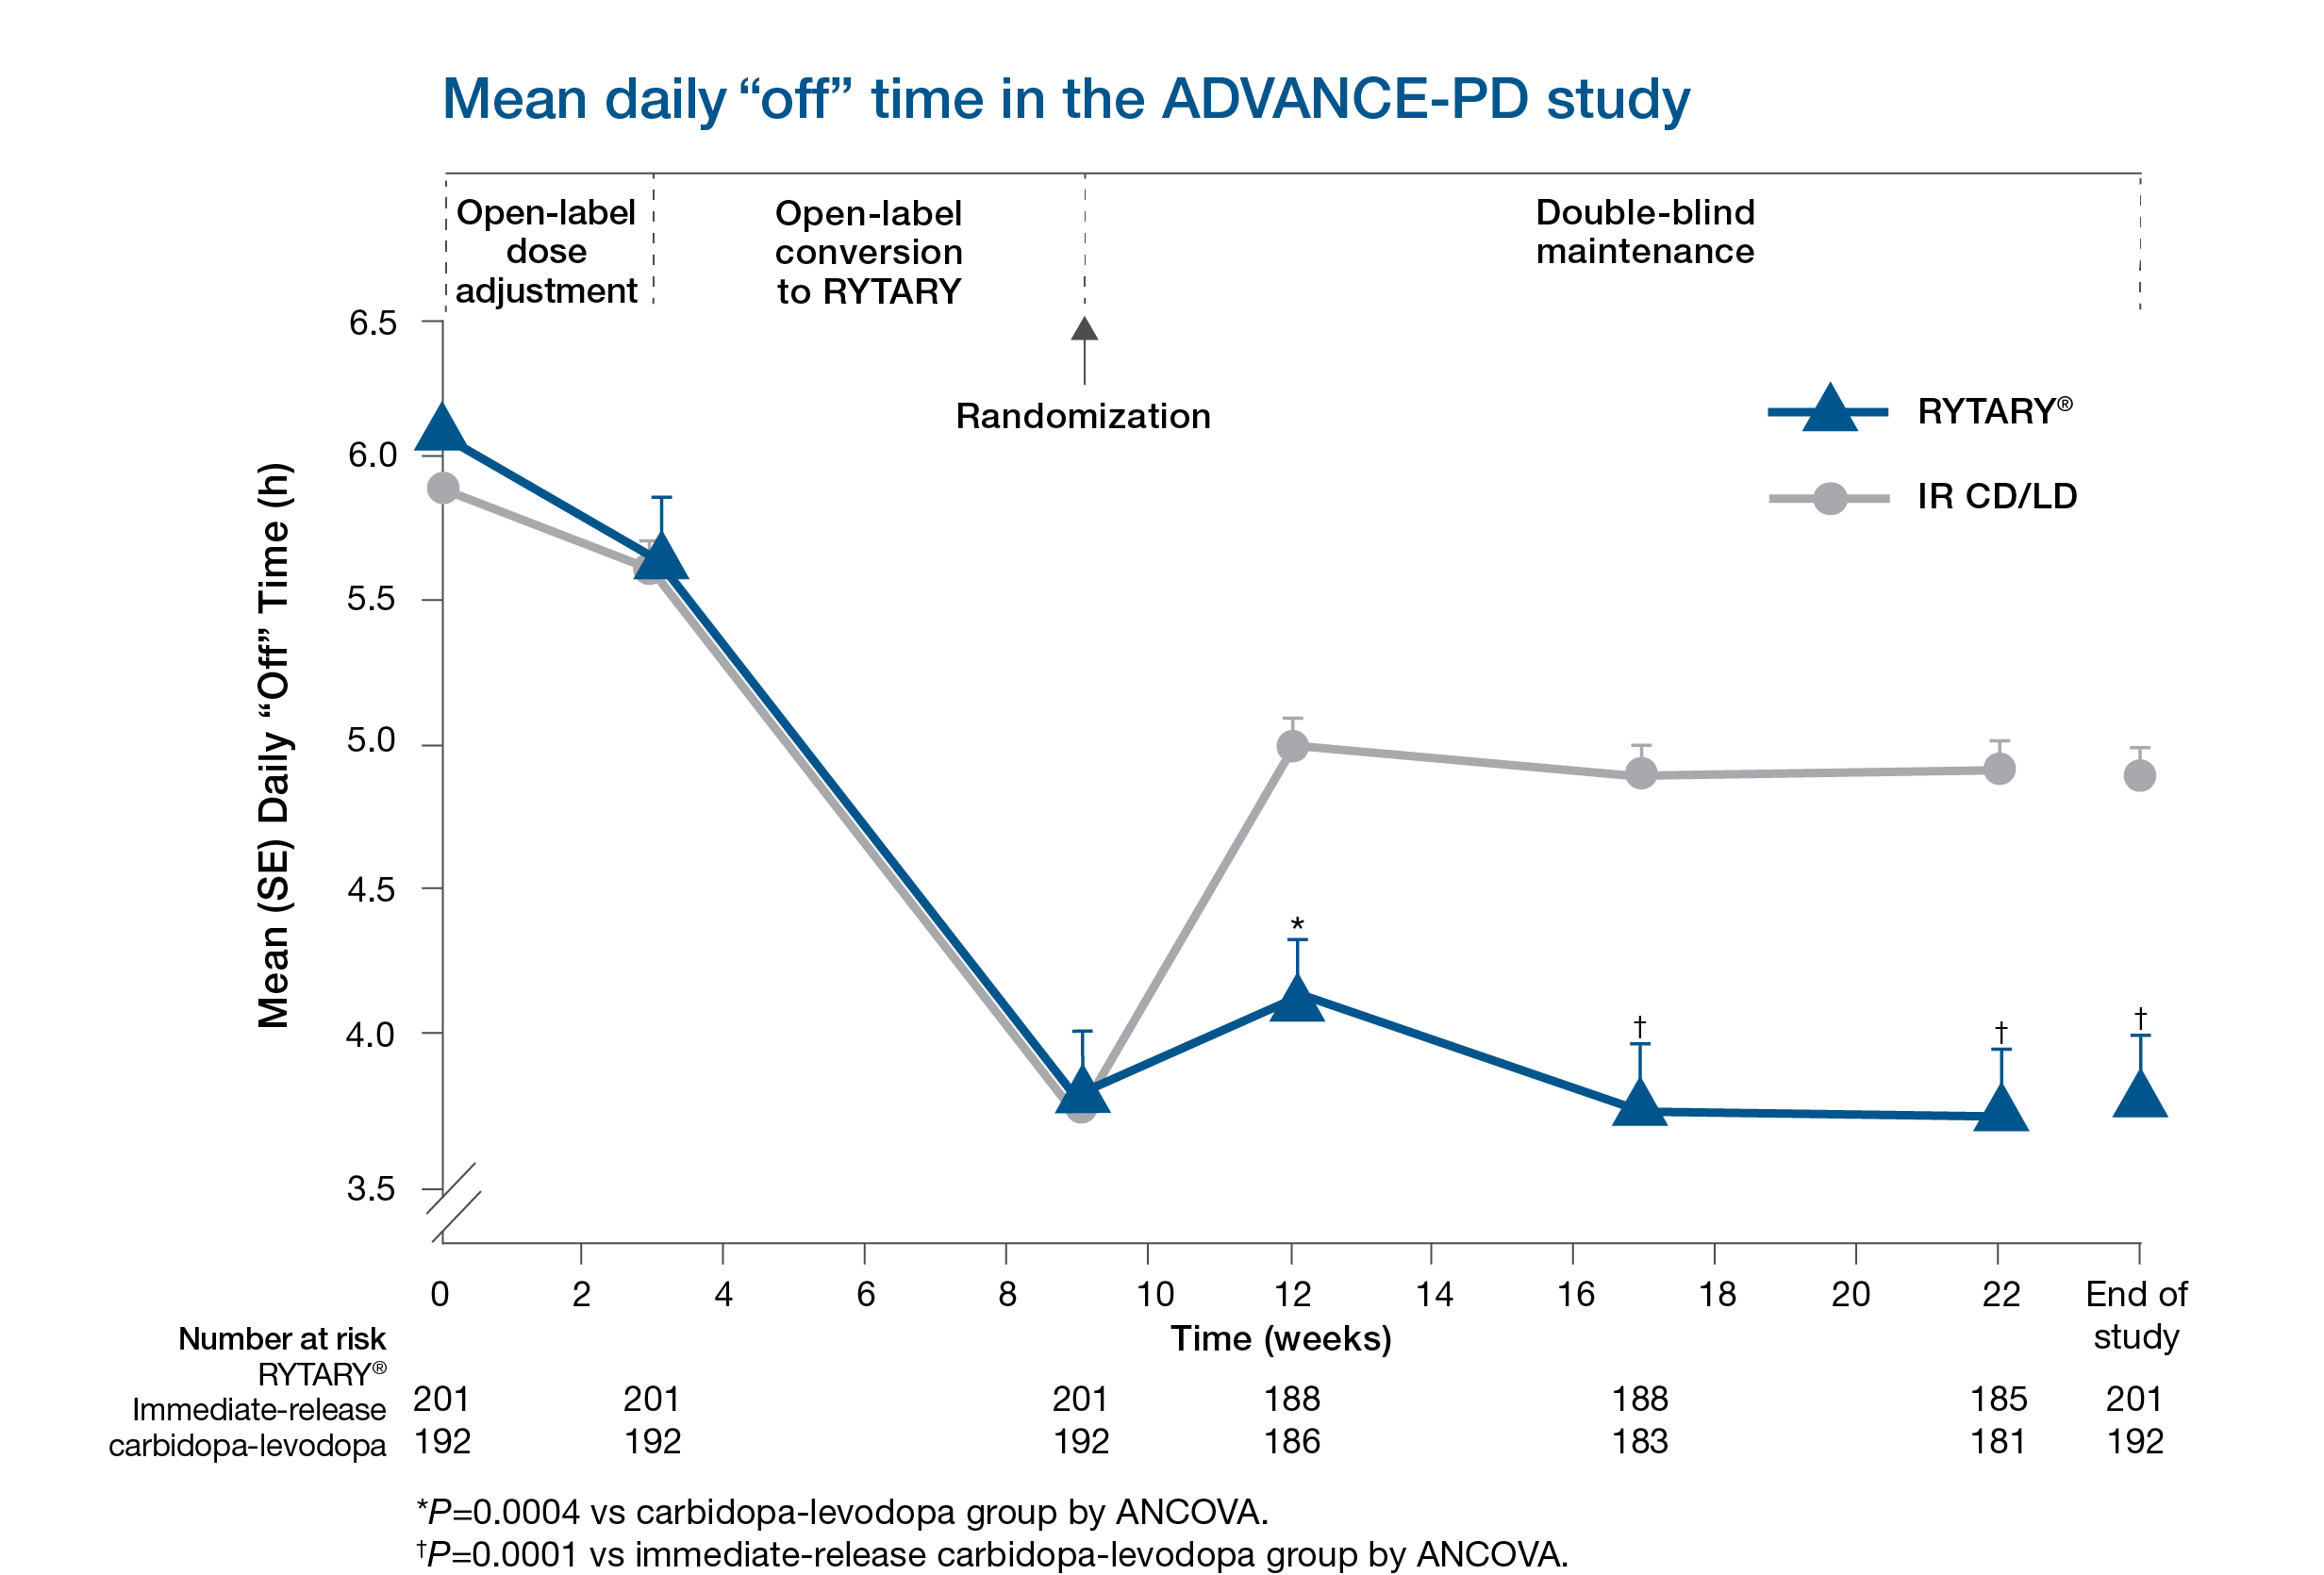 Mean daily “off” time in the ADVANCE-PD study
Open-label
dose
adjustment
Open-label
conversion
to RYTARY
Double-blind
maintenance
Randomization
RYTARY®
IR CD/LD
Mean (SE) Daily “Off” Time (h)
6.5
6.0
5.5
5.0
4.5
4.0
3.5
*
†
†
†
0 2 4 6 8 10 12 14 16 18 20 22 End of
study
Time (weeks)
Number at risk
RYTARY®
201 201 201 188 188 185 201
Immediate-release
carbidopa-levodopa
192 192 192 186 183 181 192
*P=0.0004 vs carbidopa-levodopa group by ANCOVA.
†P=0.0001 vs immediate-release carbidopa-levodopa group by ANCOVA.